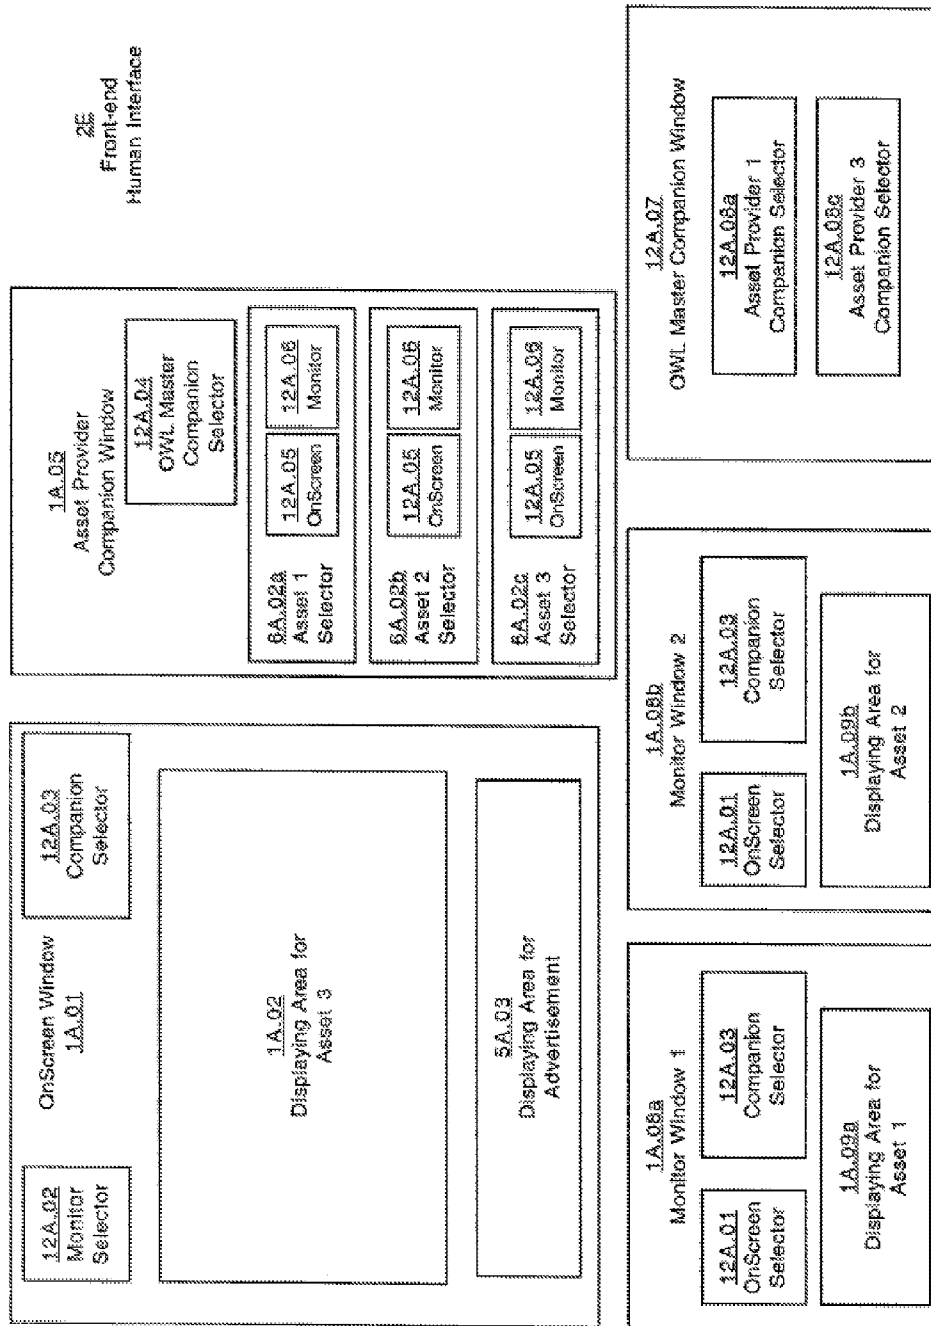 2E
Front-end
Human Interface
12A.02
Monitor
Selector
OnScreen Window
1A.01
12A.03
Companion
Selector
1A.02
Displaying Area for
Asset 3
5A.03
Displaying Area for
Advertisement
1A.05
Asset Provider
Companion Window
12A.04
OWL Master
Companion
Selector
6A.02a
Asset 1
Selector
12A.05
OnScreen
12A.06
Monitor
6A.02b
Asset 2
Selector
12A.05
OnScreen
12A.06
Monitor
6A.02c
Asset 3
Selector
12A.05
OnScreen
12A.06
Monitor
1A.08a
Monitor Window 1
12A.01
OnScreen
Selector
12A.03
Companion
Selector
1A.09a
Displaying Area for
Asset 1
1A.08b
Monitor Window 2
12A.01
OnScreen
Selector
12A.03
Companion
Selector
1A.09b
Displaying Area for
Asset 2
12A.07
OWL Master Companion Window
12A.08a
Asset Provider 1
Companion Selector
12A.08c
Asset Provider 3
Companion Selector